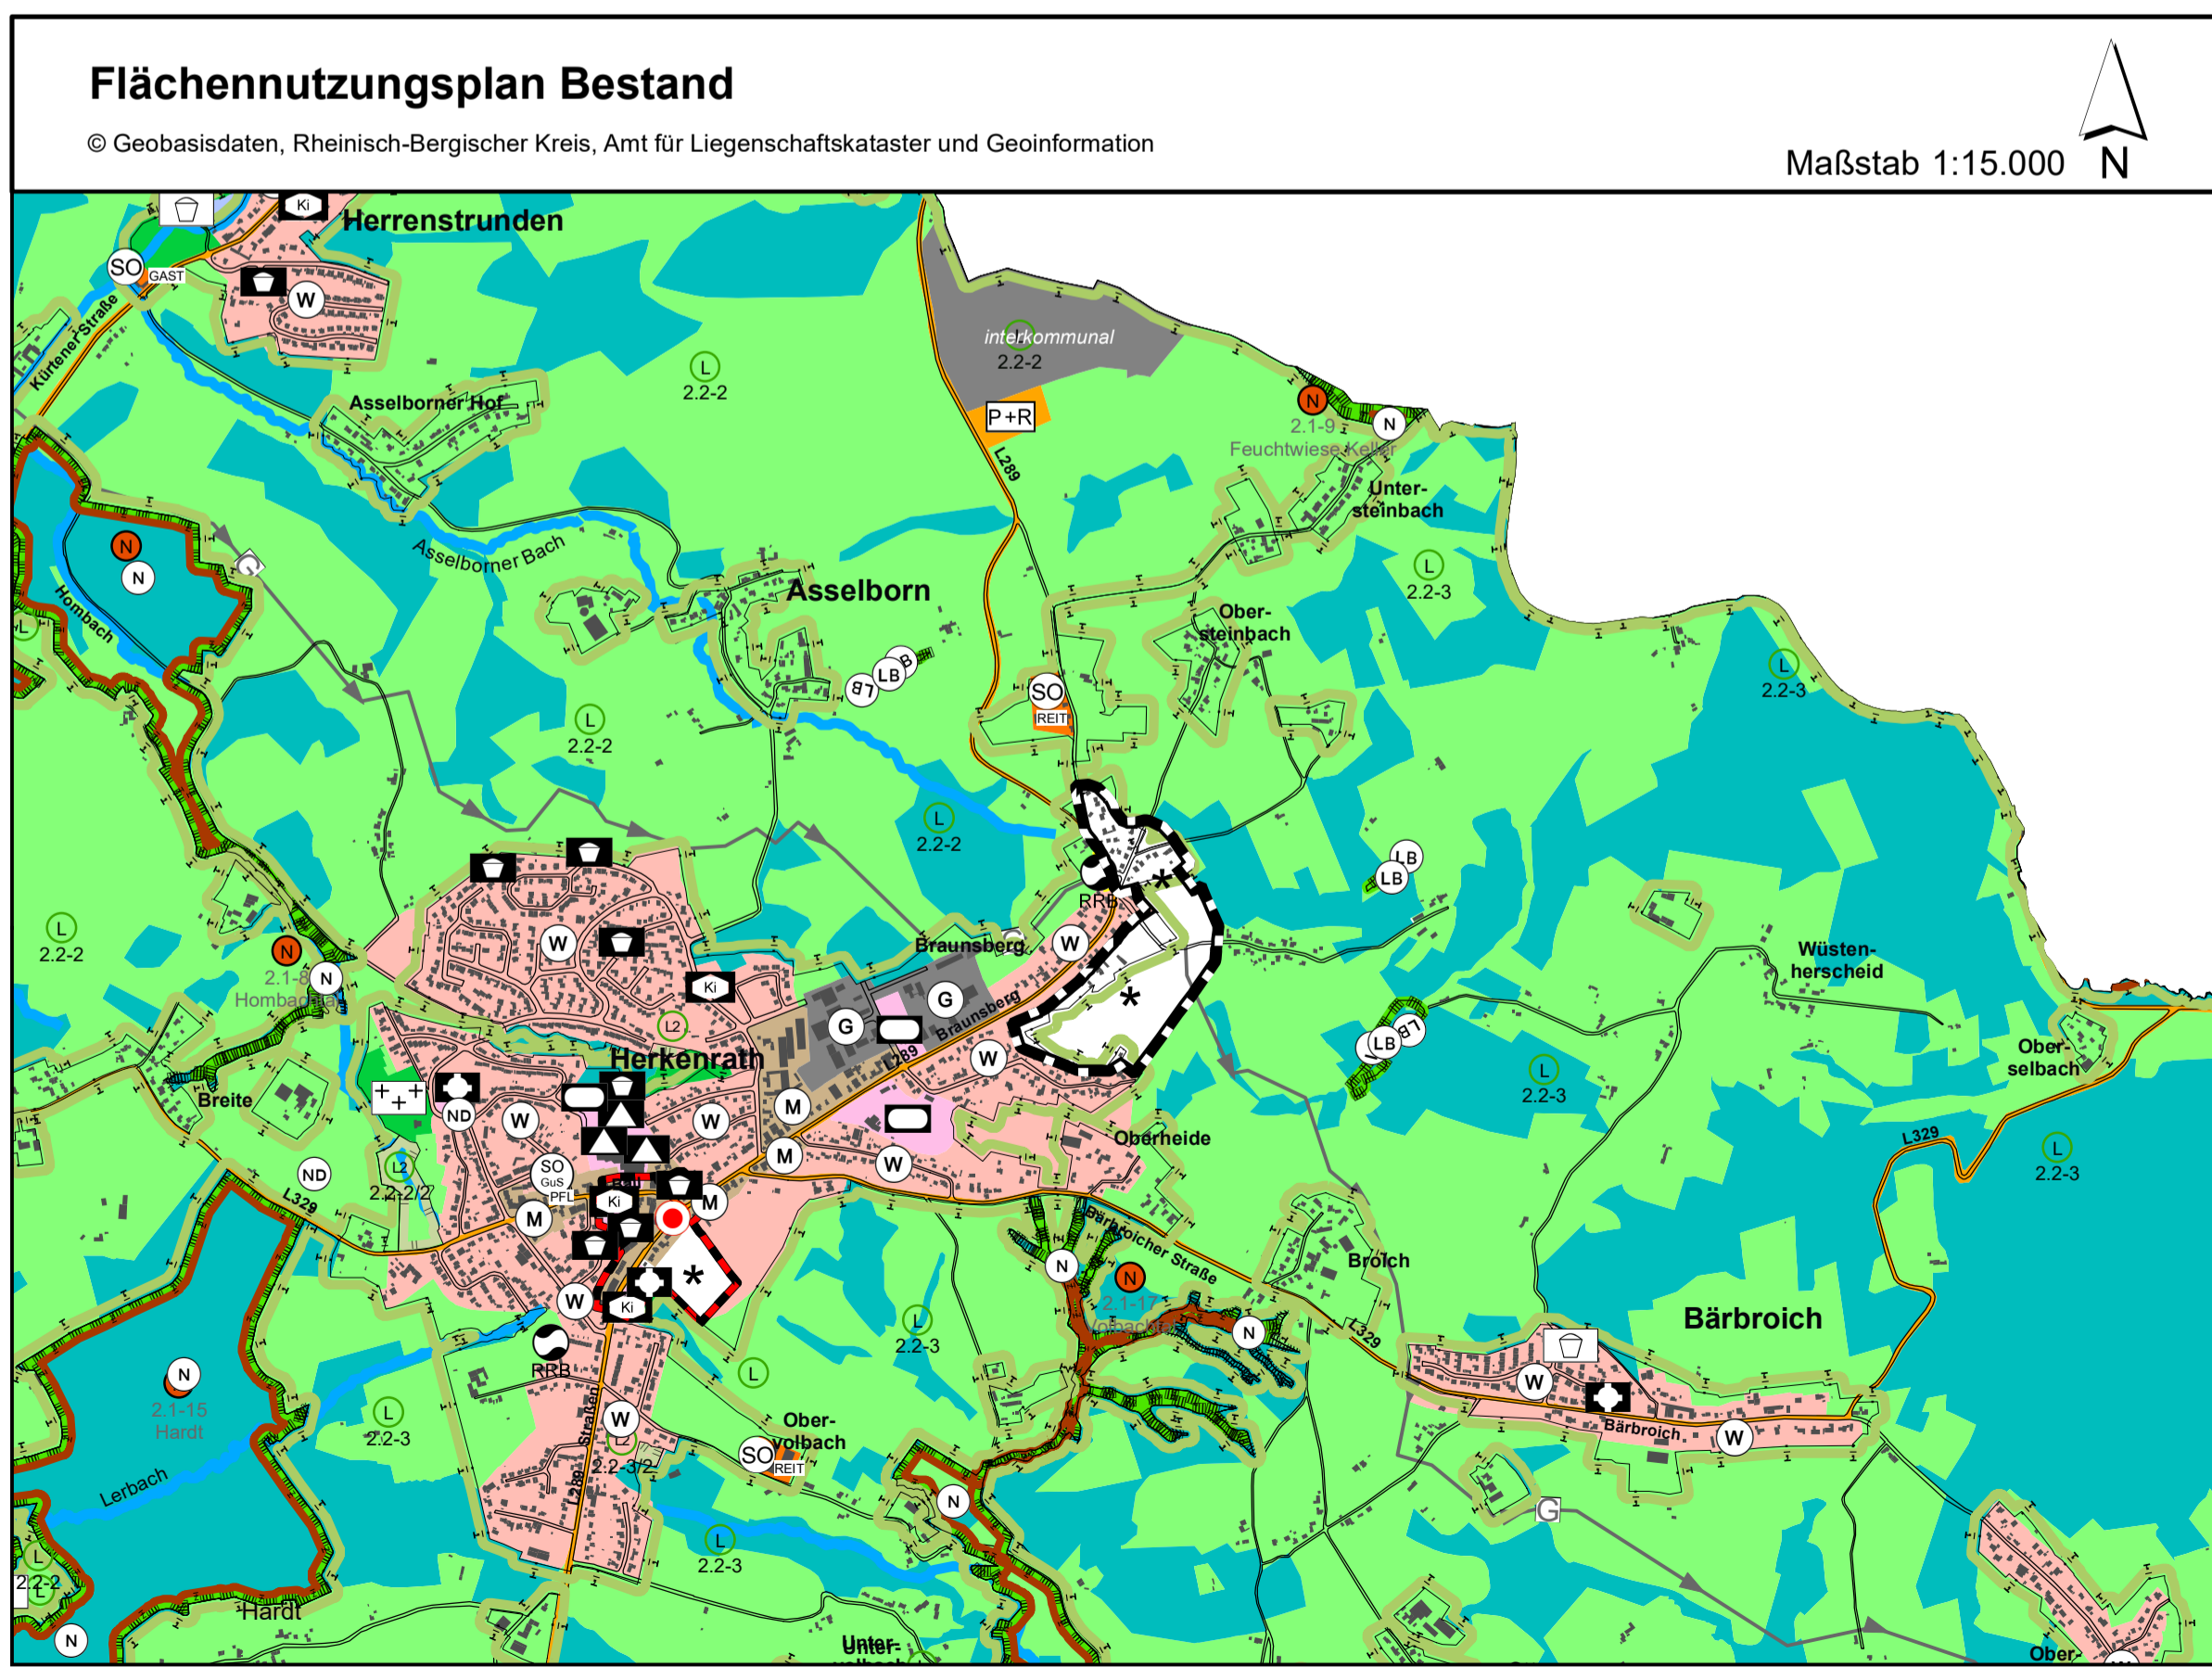 Flächennutzungsplan Bestand
© Geobasisdaten, Rheinisch-Bergischer Kreis, Amt für Liegenschaftskataster und Geoinformation
Maßstab 1:15.000
N
Ki
Herrenstrunden
SO
GAST
W
Kürtener Straße
interkommunal
L
2.2-2
L
2.2-2
Asselborner Hof
P+R
N
2.1-9
N
Feuchtwiese Keller
L289
Unter-
steinbach
N
N
Asselborner Bach
Hombach
L
2.2-3
Asselborn
Ober-
steinbach
L
LB
LB
SO
REIT
L
2.2-3
L
2.2-2
L
2.2-2
LB
LB
RRB
L
2.2-2
N
2.1-8
N
W
Ki
Braunsberg
W
G
G
Braunsberg
L289
*
*
Wüsten-
herscheid
LB
LB
L2
Herkenrath
W
L
2.2-3
Ober-
selbach
Breite
ND
W
W
M
M
W
Oberheide
L329
L
2.2-3
ND
L2
2.2-2/2
SO
GuS
PFL
Ki
M
M
L329
*
Bärbroicher Straße
N
N
2.1-17
Broich
N
L329
Bärbroich
W
Ki
RRB
L
2.2-3
L
W
Bärbroich
W
N
2.1-15
Hardt
L
2.2-3
W
L2
2.2-3/2
Straßen
L289
Ober-
volbach
SO
REIT
Lerbach
N
G
L
2.2-3
L
2.2-2
L
Hardt
N
Unter-
Ober-